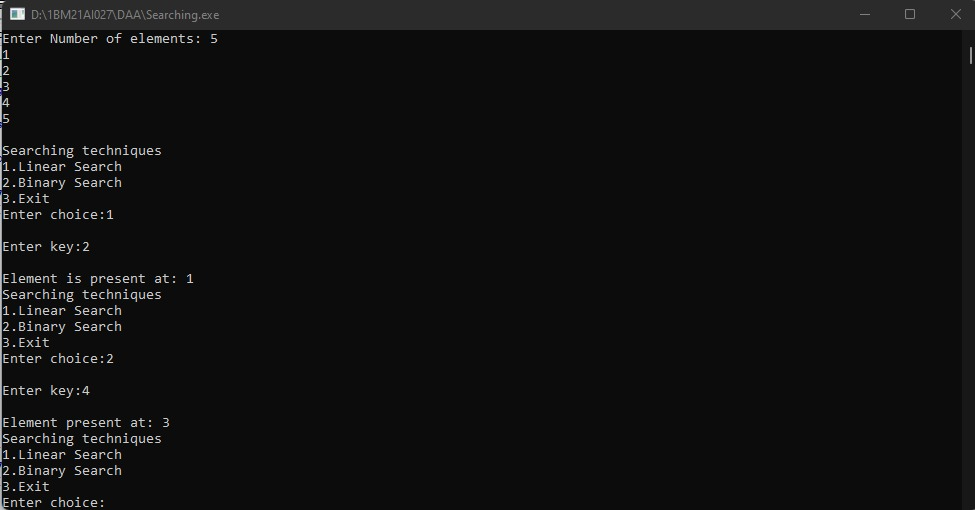 D:\1BM21AI027\DAA\Searching.exe
Enter Number of elements: 5
1
2
3
4
5
Searching techniques
1.Linear Search
2.Binary Search
3.Exit
Enter choice:1
Enter key:2
Element is present at: 1
Searching techniques
1.Linear Search
2.Binary Search
3.Exit
Enter choice:2
Enter key:4
Element present at: 3
Searching techniques
1.Linear Search
2.Binary Search
3.Exit
Enter choice: